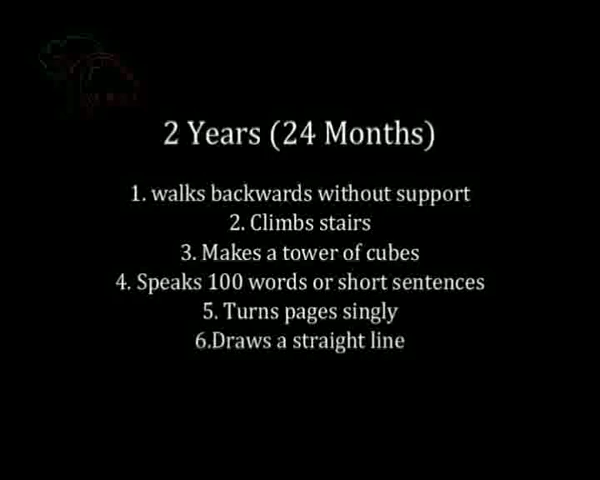 2 Years (24 Months)
1. walks backwards without support
2. Climbs stairs
3. Makes a tower of cubes
4. Speaks 100 words or short sentences
5. Turns pages singly
6.Draws a straight line